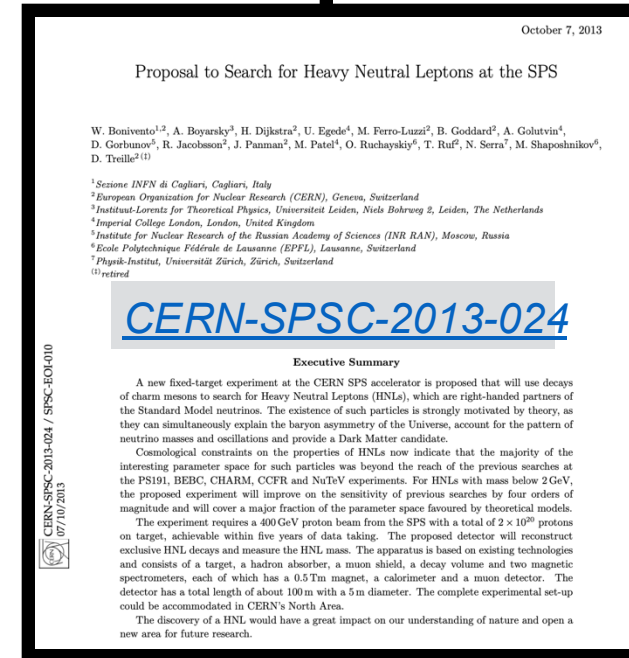 October 7, 2013
Proposal to Search for Heavy Neutral Leptons at the SPS
W. Bonivento1,2, A. Boyarsky3, H. Dijkstra2, U. Egede4, M. Ferro-Luzzi2, B. Goddard2, A. Golutvin4,
D. Gorbunov5, R. Jacobsson2, J. Panman2, M. Patel4, O. Ruchayskiy6, T. Ruf2, N. Serra7, M. Shaposhnikov6,
D. Treille2 (‡)
1Sezione INFN di Cagliari, Cagliari, Italy
2European Organization for Nuclear Research (CERN), Geneva, Switzerland
3Instituut-Lorentz for Theoretical Physics, Universiteit Leiden, Niels Bohrweg 2, Leiden, The Netherlands
4Imperial College London, London, United Kingdom
5Institute for Nuclear Research of the Russian Academy of Sciences (INR RAN), Moscow, Russia
6Ecole Polytechnique Fédérale de Lausanne (EPFL), Lausanne, Switzerland
7Physik-Institut, Universität Zürich, Zürich, Switzerland
(‡)retired
CERN-SPSC-2013-024
Executive Summary
A new fixed-target experiment at the CERN SPS accelerator is proposed that will use decays
of charm mesons to search for Heavy Neutral Leptons (HNLs), which are right-handed partners of
the Standard Model neutrinos. The existence of such particles is strongly motivated by theory, as
they can simultaneously explain the baryon asymmetry of the Universe, account for the pattern of
neutrino masses and oscillations and provide a Dark Matter candidate.
Cosmological constraints on the properties of HNLs now indicate that the majority of the
interesting parameter space for such particles was beyond the reach of the previous searches at
the PS191, BEBC, CHARM, CCFR and NuTeV experiments. For HNLs with mass below 2 GeV,
the proposed experiment will improve on the sensitivity of previous searches by four orders of
magnitude and will cover a major fraction of the parameter space favoured by theoretical models.
The experiment requires a 400 GeV proton beam from the SPS with a total of 2 × 10^20 protons
on target, achievable within five years of data taking. The proposed detector will reconstruct
exclusive HNL decays and measure the HNL mass. The apparatus is based on existing technologies
and consists of a target, a hadron absorber, a muon shield, a decay volume and two magnetic
spectrometers, each of which has a 0.5 Tm magnet, a calorimeter and a muon detector. The
detector has a total length of about 100 m with a 5 m diameter. The complete experimental set-up
could be accommodated in CERN's North Area.
The discovery of a HNL would have a great impact on our understanding of nature and open a
new area for future research.
CERN-SPSC-2013-024 / SPSC-EOI-010
07/10/2013